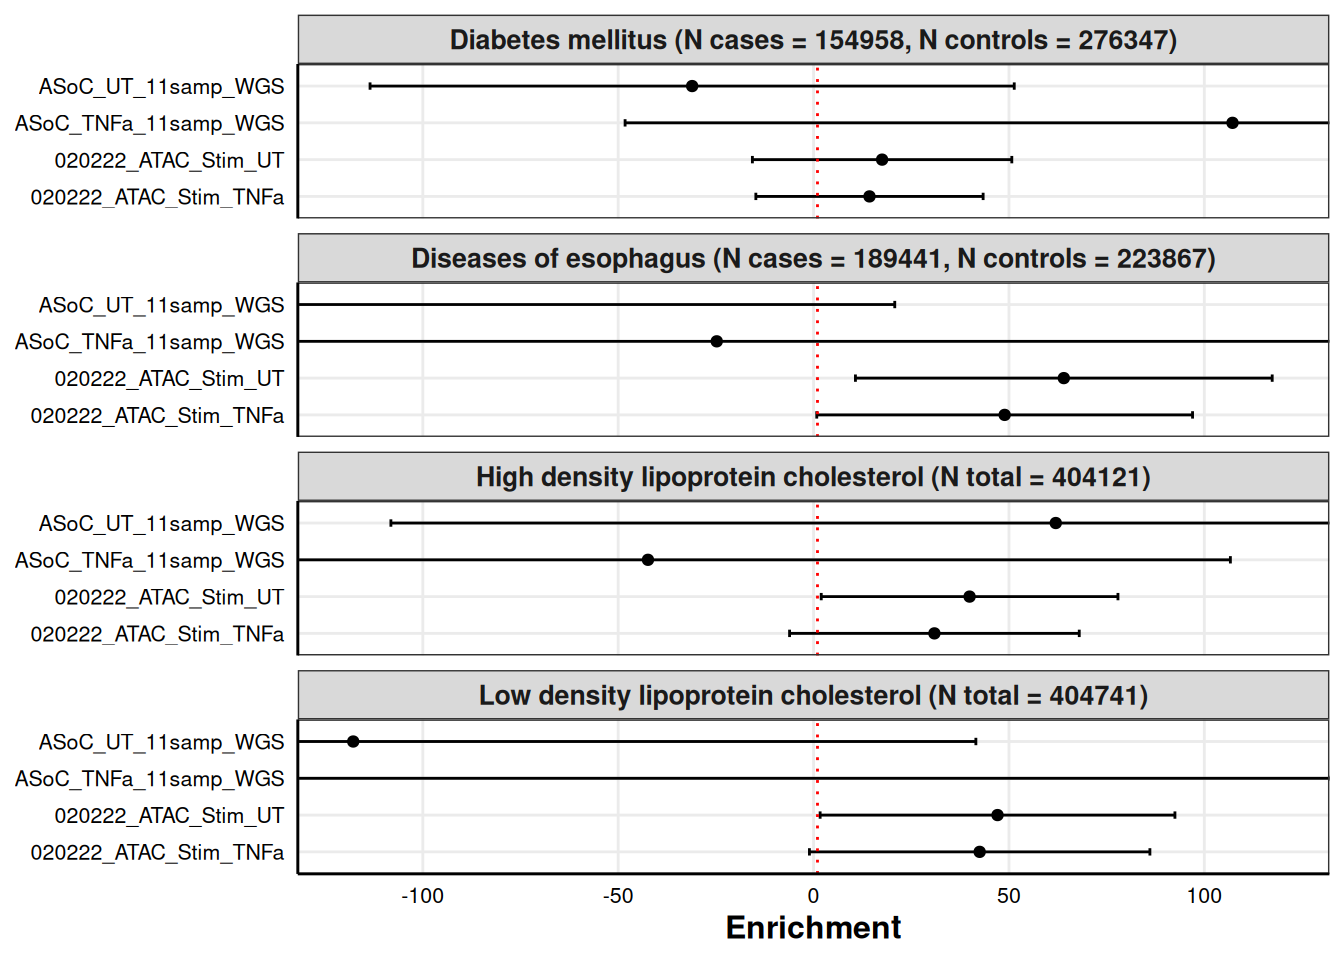 Diabetes mellitus (N cases = 154958, N controls = 276347)
ASoC_UT_11samp_WGS
ASoC_TNFa_11samp_WGS
020222_ATAC_Stim_UT
020222_ATAC_Stim_TNFa
Diseases of esophagus (N cases = 189441, N controls = 223867)
ASoC_UT_11samp_WGS
ASoC_TNFa_11samp_WGS
020222_ATAC_Stim_UT
020222_ATAC_Stim_TNFa
High density lipoprotein cholesterol (N total = 404121)
ASoC_UT_11samp_WGS
ASoC_TNFa_11samp_WGS
020222_ATAC_Stim_UT
020222_ATAC_Stim_TNFa
Low density lipoprotein cholesterol (N total = 404741)
ASoC_UT_11samp_WGS
ASoC_TNFa_11samp_WGS
020222_ATAC_Stim_UT
020222_ATAC_Stim_TNFa
-100 -50 0 50 100
Enrichment